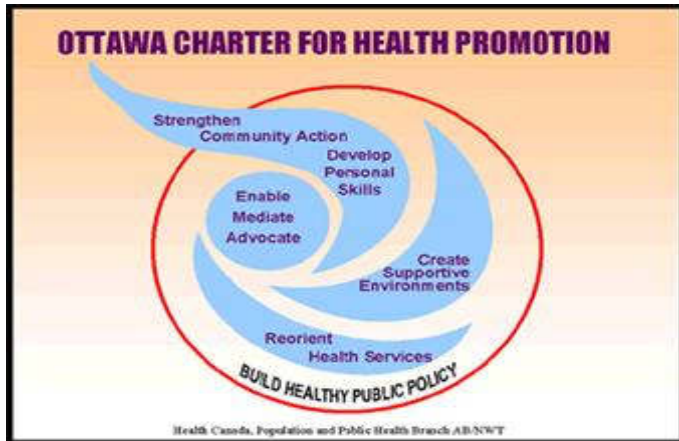 OTTAWA CHARTER FOR HEALTH PROMOTION
Strengthen
Community Action
Develop
Personal
Skills
Enable
Mediate
Advocate
Create
Supportive
Environments
Reorient
Health Services
BUILD HEALTHY PUBLIC POLICY
Health Canada, Population and Public Health Branch AB/NWT